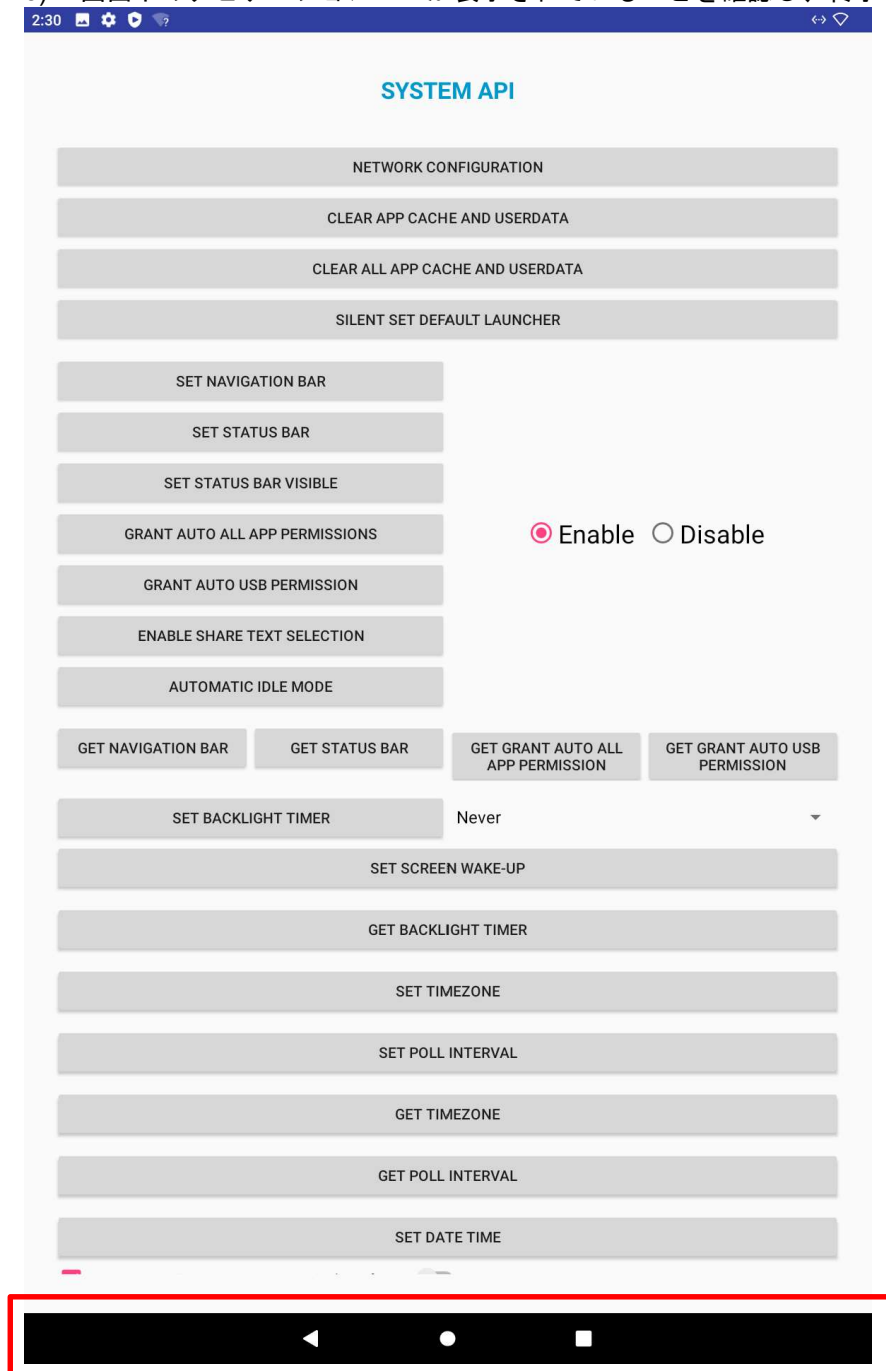 2:30
SYSTEM API
NETWORK CONFIGURATION
CLEAR APP CACHE AND USERDATA
CLEAR ALL APP CACHE AND USERDATA
SILENT SET DEFAULT LAUNCHER
SET NAVIGATION BAR
SET STATUS BAR
SET STATUS BAR VISIBLE
GRANT AUTO ALL APP PERMISSIONS
Enable Disable
GRANT AUTO USB PERMISSION
ENABLE SHARE TEXT SELECTION
AUTOMATIC IDLE MODE
GET NAVIGATION BAR
GET STATUS BAR
GET GRANT AUTO ALL
APP PERMISSION
GET GRANT AUTO USB
PERMISSION
SET BACKLIGHT TIMER
Never
SET SCREEN WAKE-UP
GET BACKLIGHT TIMER
SET TIMEZONE
SET POLL INTERVAL
GET TIMEZONE
GET POLL INTERVAL
SET DATE TIME